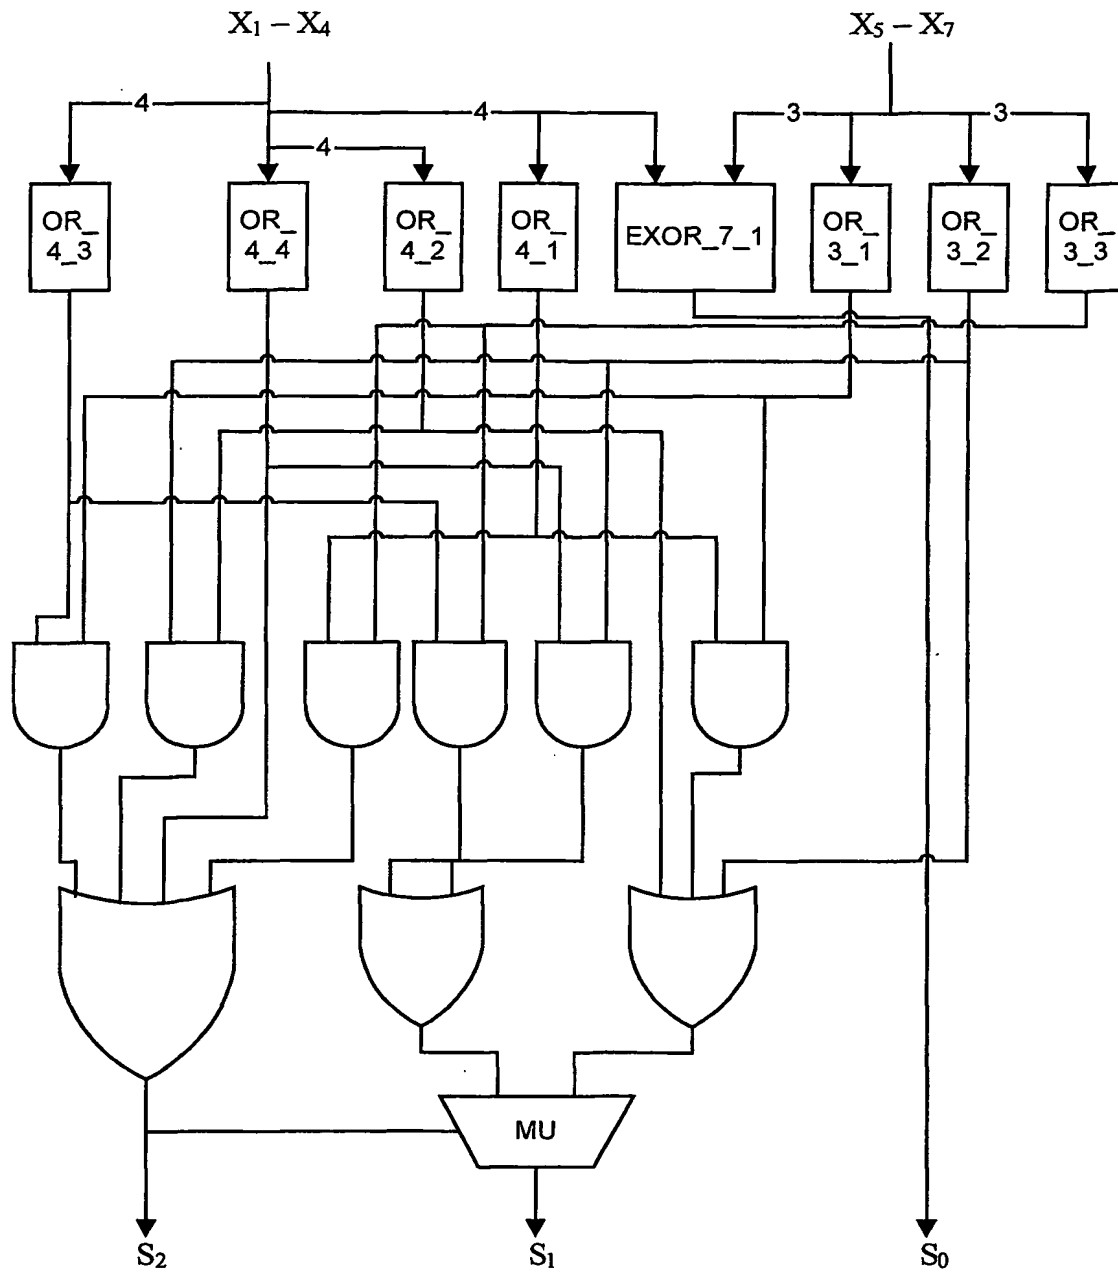 X₁ – X₄
X₅ – X₇
4
4
3
3
4
OR_
4_3
OR_
4_4
OR_
4_2
OR_
4_1
EXOR_7_1
OR_
3_1
OR_
3_2
OR_
3_3
MU
S₂
S₁
S₀